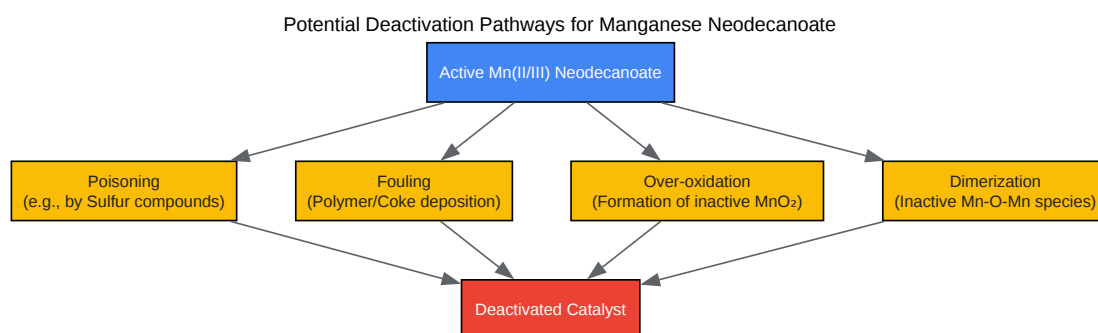 Potential Deactivation Pathways for Manganese Neodecanoate
Active Mn(II/III) Neodecanoate
Poisoning
(e.g., by Sulfur compounds)
Fouling
(Polymer/Coke deposition)
Over-oxidation
(Formation of inactive MnO₂)
Dimerization
(Inactive Mn-O-Mn species)
Deactivated Catalyst